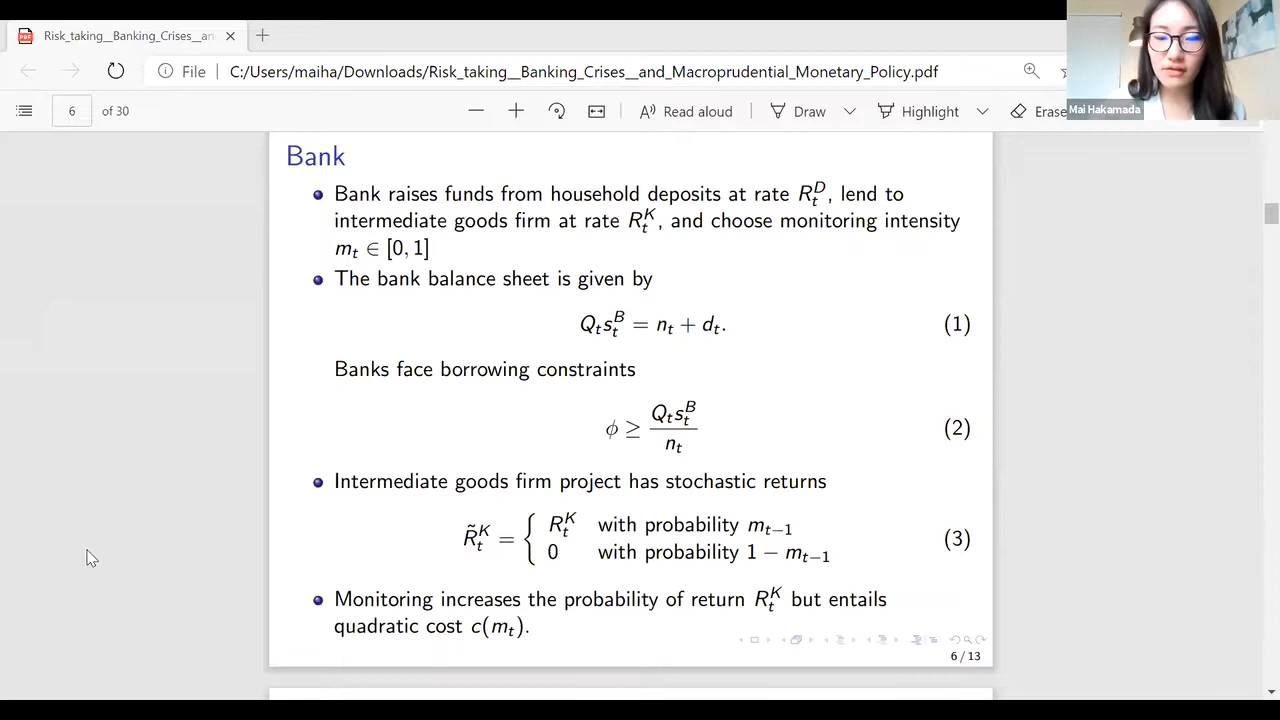 Risk_taking__Banking_Crises__an
File
C:/Users/maiha/Downloads/Risk_taking__Banking_Crises__and_Macroprudential_Monetary_Policy.pdf
Mai Hakamada
6 of 30
Read aloud
Draw
Highlight
Erase
Bank
Bank raises funds from household deposits at rate R_t^D, lend to
intermediate goods firm at rate R_t^K, and choose monitoring intensity
m_t ∈ [0, 1]
The bank balance sheet is given by
Q_t s_t^B = n_t + d_t. (1)
Banks face borrowing constraints
ϕ ≥ Q_t s_t^B / n_t (2)
Intermediate goods firm project has stochastic returns
R̃_t^K = { R_t^K with probability m_{t−1}
0 with probability 1 − m_{t−1} (3)
Monitoring increases the probability of return R_t^K but entails
quadratic cost c(m_t).
6 / 13